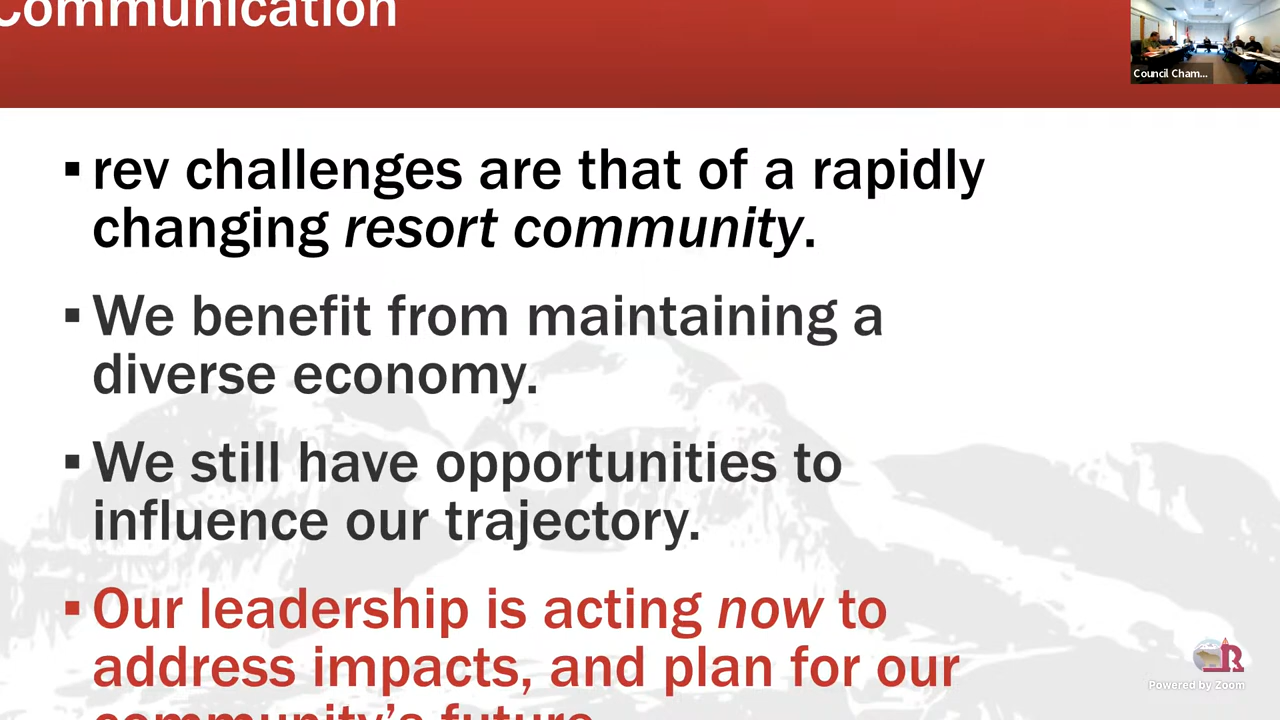 Communication
Council Cham...
▪ rev challenges are that of a rapidly
changing resort community.
▪ We benefit from maintaining a
diverse economy.
▪ We still have opportunities to
influence our trajectory.
▪ Our leadership is acting now to
address impacts, and plan for our
community's future
R
Powered by Zoom